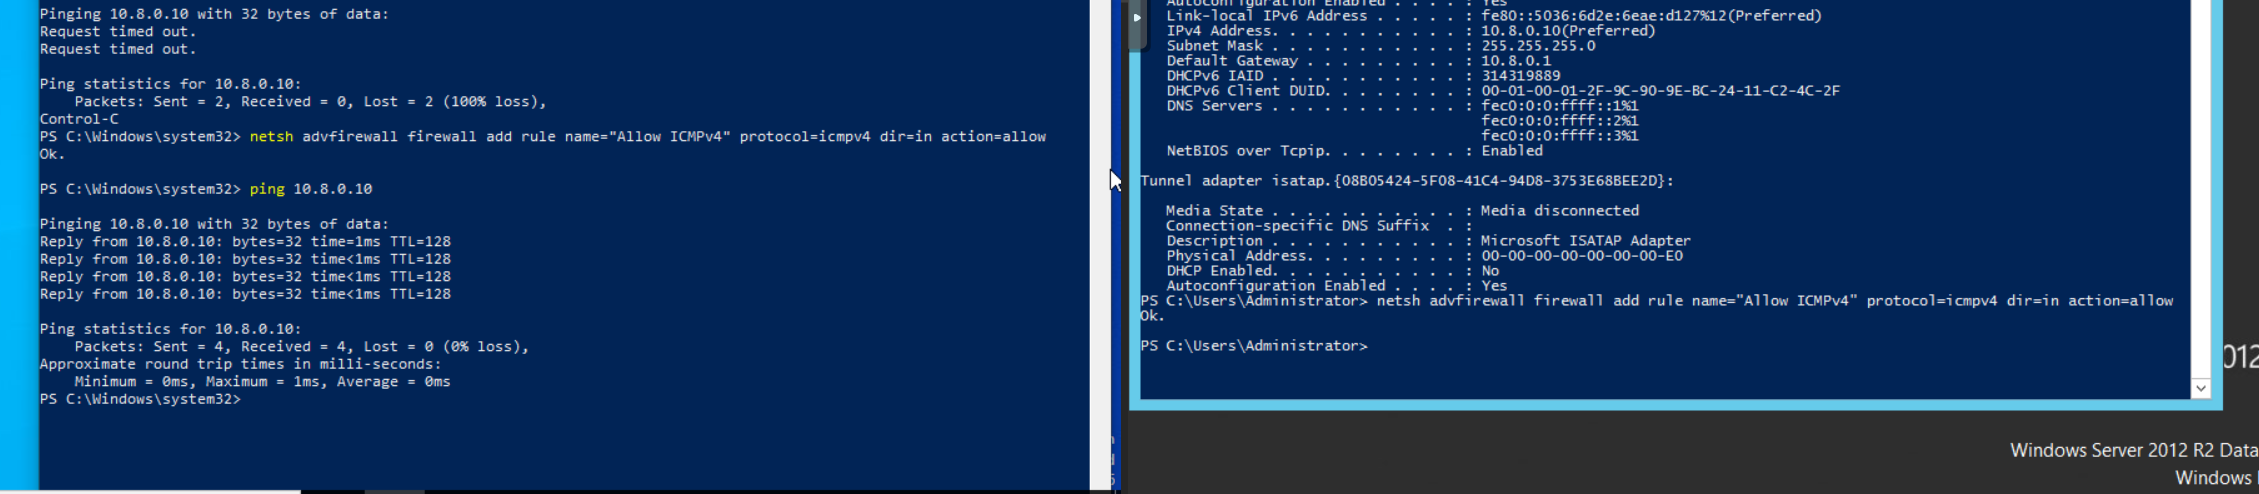 Pinging 10.8.0.10 with 32 bytes of data:
Request timed out.
Request timed out.
Ping statistics for 10.8.0.10:
Packets: Sent = 2, Received = 0, Lost = 2 (100% loss),
Control-C
PS C:\Windows\system32> netsh advfirewall firewall add rule name="Allow ICMPv4" protocol=icmpv4 dir=in action=allow
Ok.
PS C:\Windows\system32> ping 10.8.0.10
Pinging 10.8.0.10 with 32 bytes of data:
Reply from 10.8.0.10: bytes=32 time=1ms TTL=128
Reply from 10.8.0.10: bytes=32 time<1ms TTL=128
Reply from 10.8.0.10: bytes=32 time<1ms TTL=128
Reply from 10.8.0.10: bytes=32 time<1ms TTL=128
Ping statistics for 10.8.0.10:
Packets: Sent = 4, Received = 4, Lost = 0 (0% loss),
Approximate round trip times in milli-seconds:
Minimum = 0ms, Maximum = 1ms, Average = 0ms
PS C:\Windows\system32>
Autoconfiguration Enabled . . . . : Yes
Link-local IPv6 Address . . . . . : fe80::5036:6d2e:6eae:d127%12(Preferred)
IPv4 Address. . . . . . . . . . . : 10.8.0.10(Preferred)
Subnet Mask . . . . . . . . . . . : 255.255.255.0
Default Gateway . . . . . . . . . : 10.8.0.1
DHCPv6 IAID . . . . . . . . . . . : 314319889
DHCPv6 Client DUID. . . . . . . . : 00-01-00-01-2F-9C-90-9E-BC-24-11-C2-4C-2F
DNS Servers . . . . . . . . . . . : fec0:0:0:ffff::1%1
fec0:0:0:ffff::2%1
fec0:0:0:ffff::3%1
NetBIOS over Tcpip. . . . . . . . : Enabled
Tunnel adapter isatap.{08B05424-5F08-41C4-94D8-3753E68BEE2D}:
Media State . . . . . . . . . . . : Media disconnected
Connection-specific DNS Suffix  . :
Description . . . . . . . . . . . : Microsoft ISATAP Adapter
Physical Address. . . . . . . . . : 00-00-00-00-00-00-00-E0
DHCP Enabled. . . . . . . . . . . : No
Autoconfiguration Enabled . . . . : Yes
PS C:\Users\Administrator> netsh advfirewall firewall add rule name="Allow ICMPv4" protocol=icmpv4 dir=in action=allow
Ok.
PS C:\Users\Administrator>
012
Windows Server 2012 R2 Data
Windows